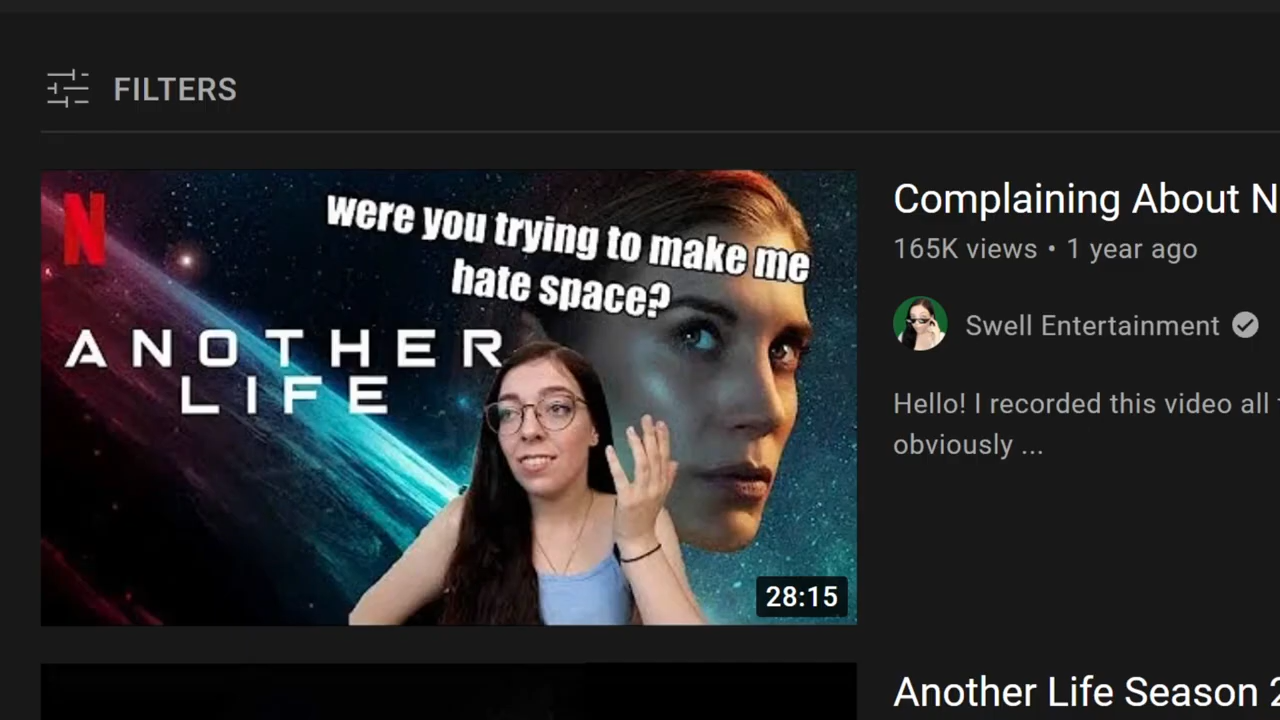 FILTERS
N
were you trying to make me
hate space?
ANOTHER
LIFE
28:15
Complaining About N
165K views • 1 year ago
Swell Entertainment
Hello! I recorded this video all
obviously ...
Another Life Season 2